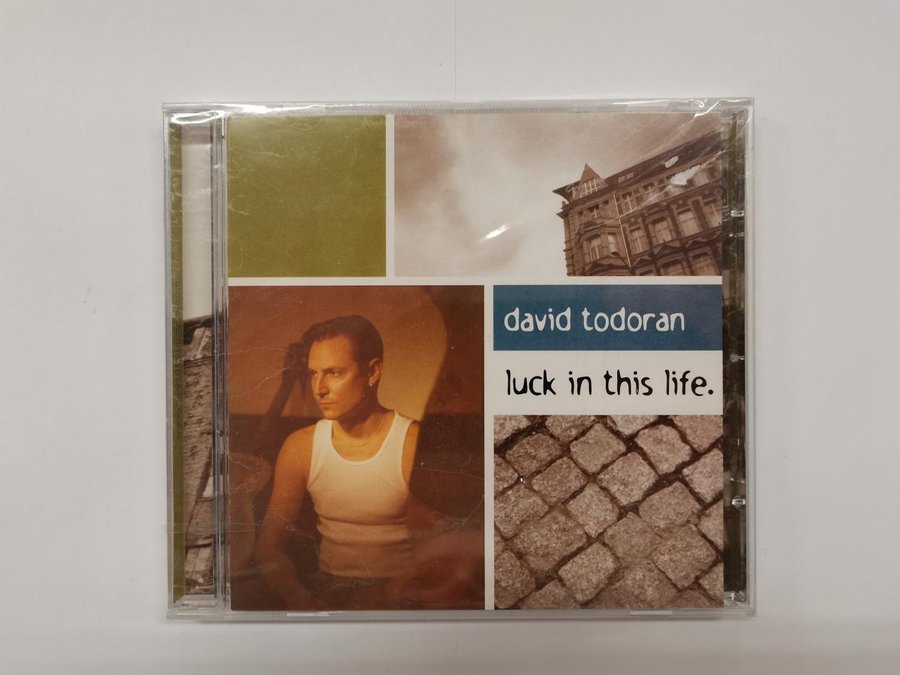 david todoran
luck in this life.